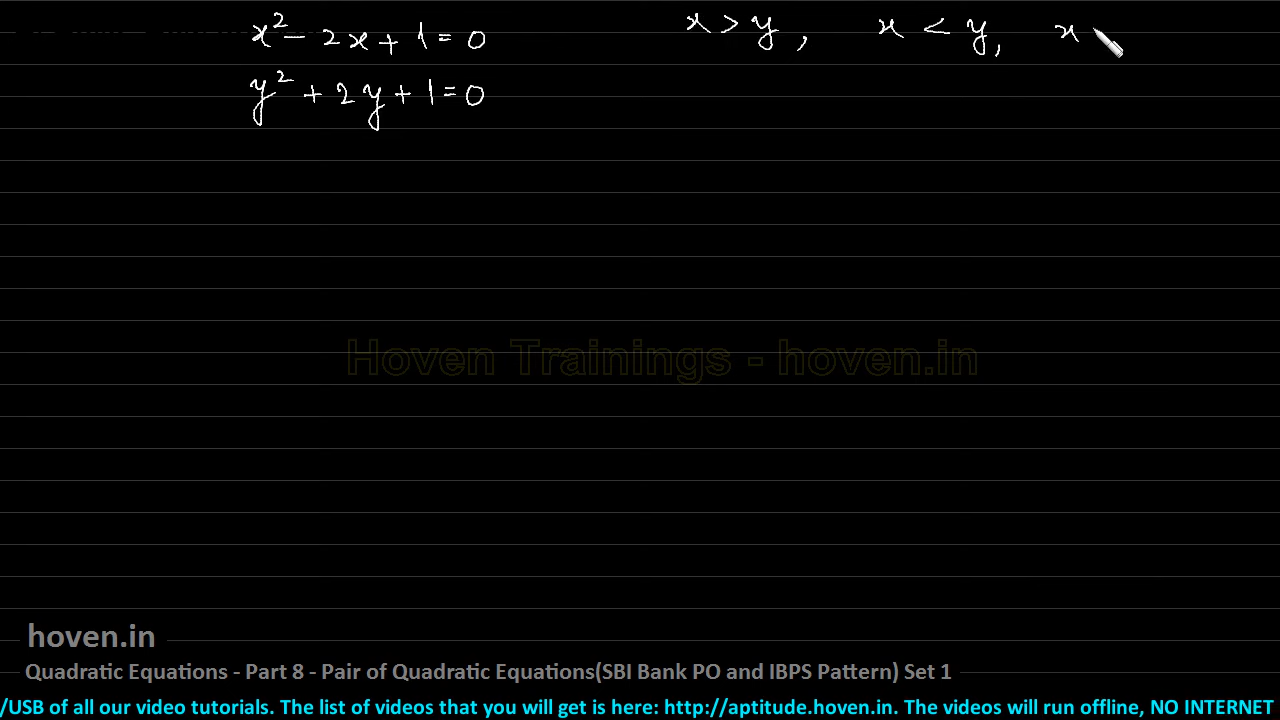 x² - 2x + 1 = 0 x > y, x < y, x
y² + 2y + 1 = 0
Hoven Trainings - hoven.in
hoven.in
Quadratic Equations - Part 8 - Pair of Quadratic Equations(SBI Bank PO and IBPS Pattern) Set 1
/USB of all our video tutorials. The list of videos that you will get is here: http://aptitude.hoven.in. The videos will run offline, NO INTERNET